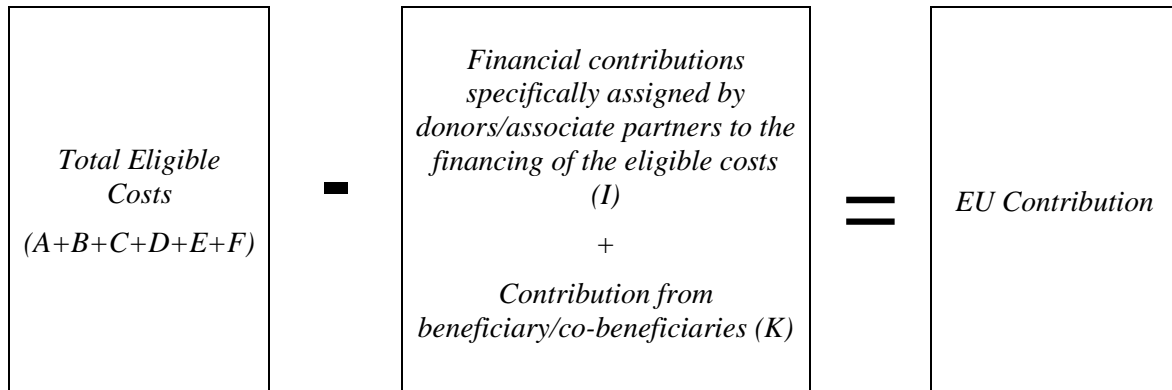 Total Eligible
Costs
(A+B+C+D+E+F)
-
Financial contributions
specifically assigned by
donors/associate partners to the
financing of the eligible costs
(I)
+
Contribution from
beneficiary/co-beneficiaries (K)
=
EU Contribution